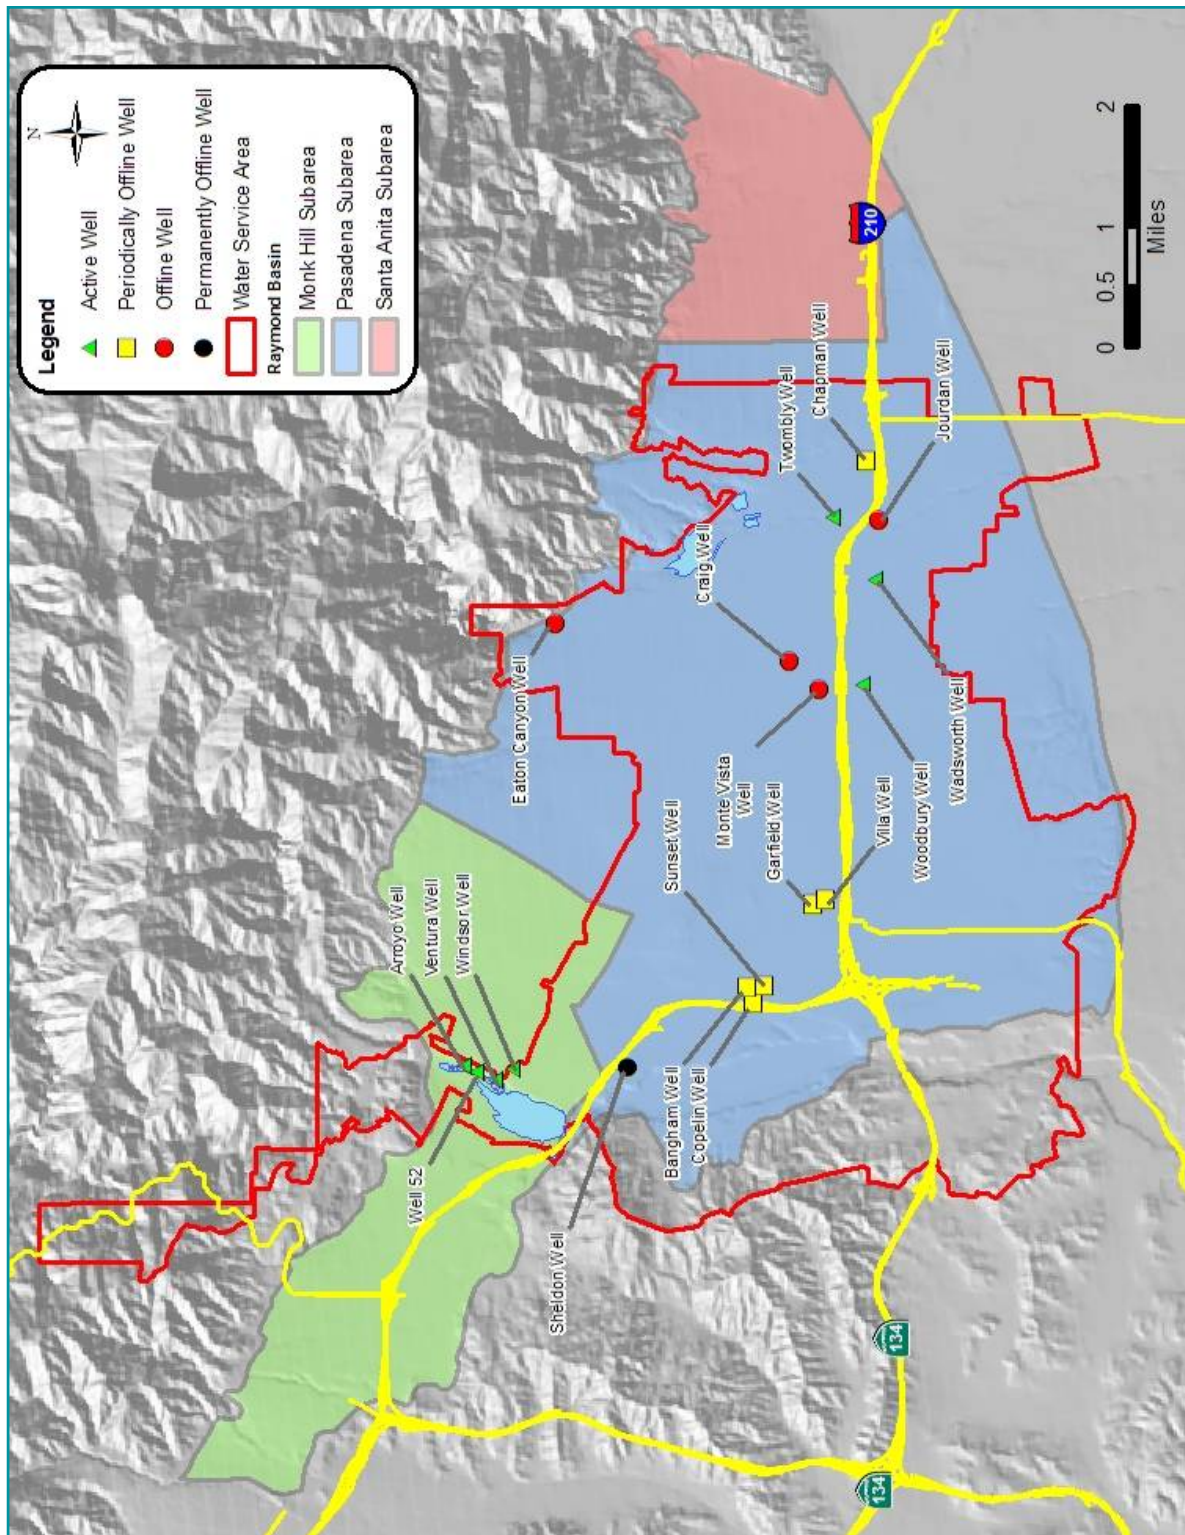 Legend
N
Active Well
Periodically Offline Well
Offline Well
Permanently Offline Well
Water Service Area
Raymond Basin
Monk Hill Subarea
Pasadena Subarea
Santa Anita Subarea
Arroyo Well
Ventura Well
Windsor Well
Well 52
Sheldon Well
Eaton Canyon Well
Sunset Well
Bangham Well
Copelin Well
Craig Well
Monte Vista
Well
Garfield Well
Villa Well
Woodbury Well
Wadsworth Well
Twombly Well
Chapman Well
Jourdan Well
210
134
134
0 0.5 1 2
Miles